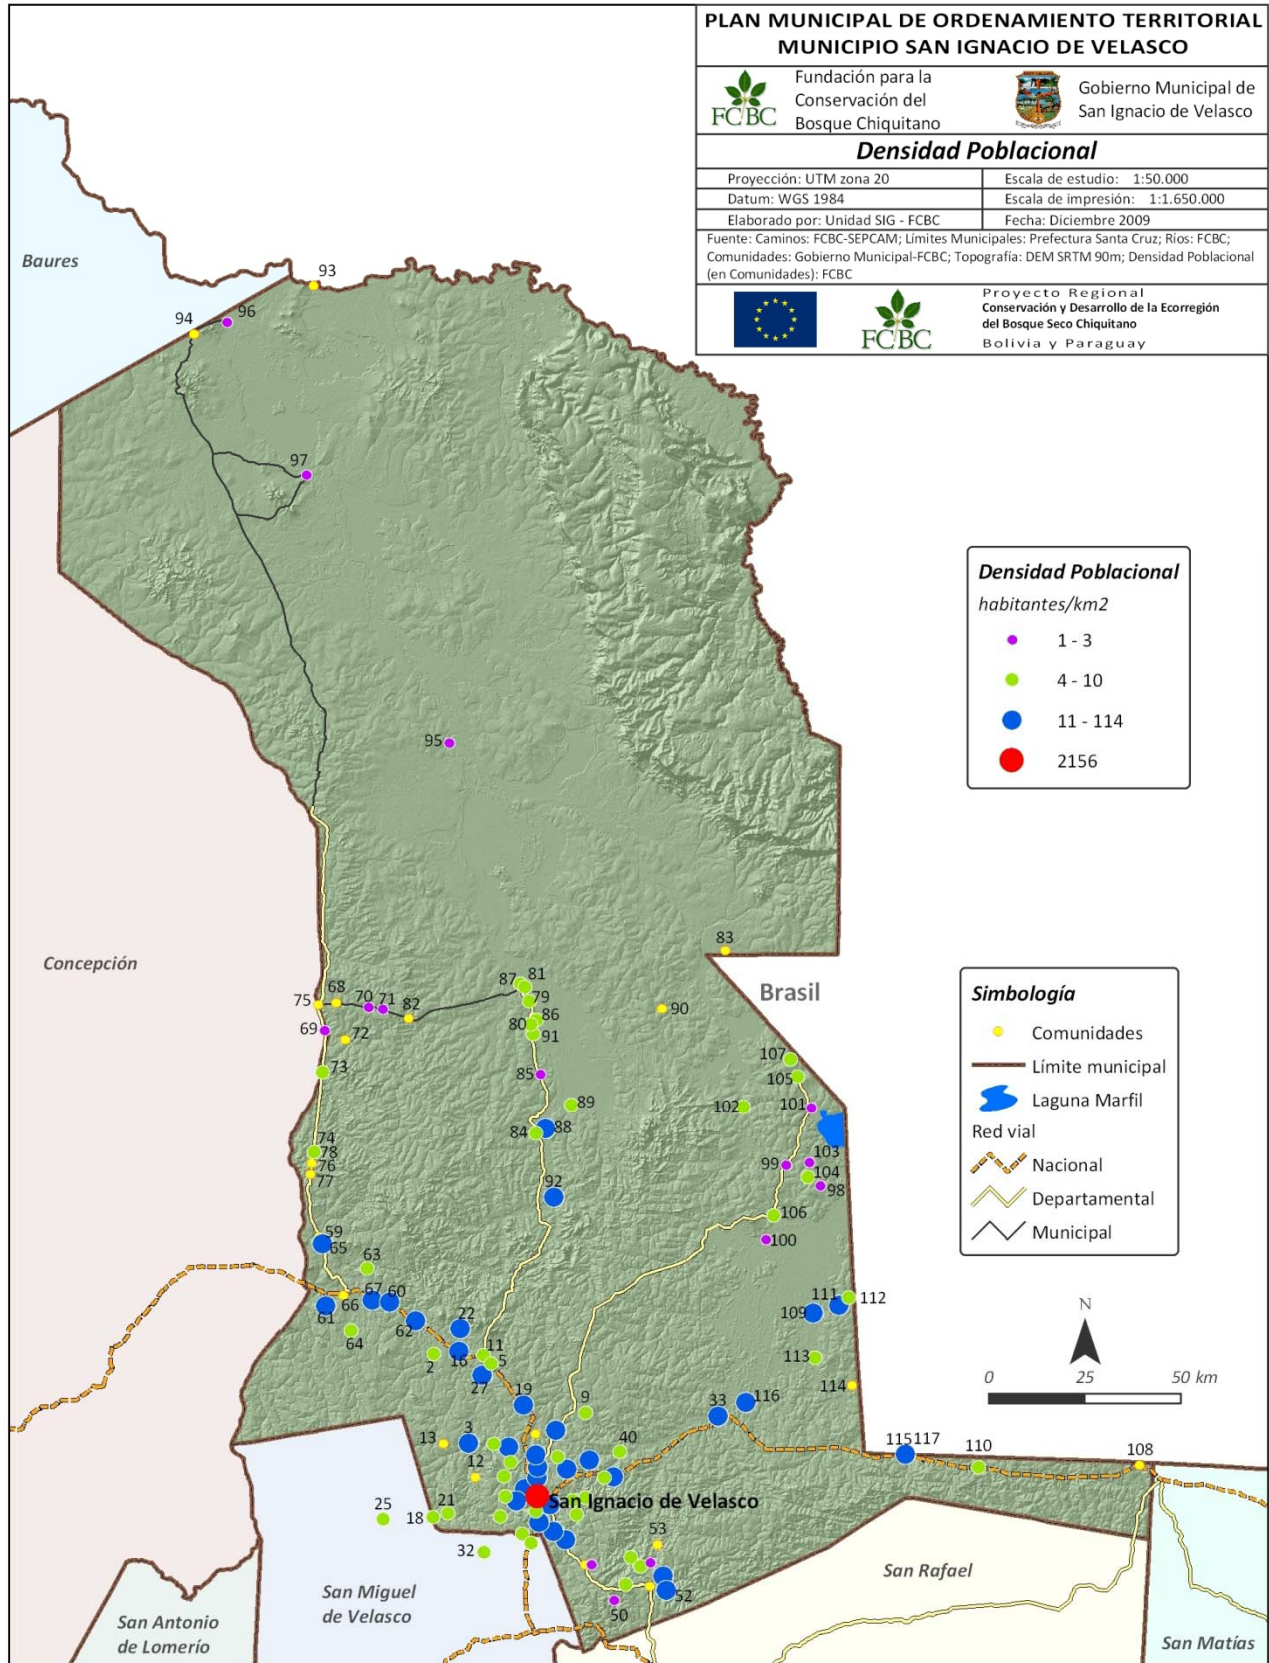 PLAN MUNICIPAL DE ORDENAMIENTO TERRITORIAL
MUNICIPIO SAN IGNACIO DE VELASCO
FCBC
Fundación para la
Conservación del
Bosque Chiquitano
Gobierno Municipal de
San Ignacio de Velasco
Densidad Poblacional
Proyección: UTM zona 20
Escala de estudio: 1:50.000
Datum: WGS 1984
Escala de impresión: 1:1.650.000
Elaborado por: Unidad SIG - FCBC
Fecha: Diciembre 2009
Fuente: Caminos: FCBC-SEPCAM; Límites Municipales: Prefectura Santa Cruz; Ríos: FCBC;
Comunidades: Gobierno Municipal-FCBC; Topografía: DEM SRTM 90m; Densidad Poblacional
(en Comunidades): FCBC
FCBC
Proyecto Regional
Conservación y Desarrollo de la Ecorregión
del Bosque Seco Chiquitano
Bolivia y Paraguay
Baures
93
94
96
97
Densidad Poblacional
habitantes/km2
1 - 3
4 - 10
11 - 114
2156
95
83
Concepción
Brasil
87
81
75
68
70
71
82
79
90
86
80
91
69
72
73
85
107
105
101
102
89
88
84
74
78
76
77
103
99
104
98
92
106
100
59
65
63
67
60
66
61
62
64
22
16
11
5
2
27
111
112
109
113
114
Simbología
Comunidades
Límite municipal
Laguna Marfil
Red vial
Nacional
Departamental
Municipal
N
0 25 50 km
19
9
33
116
13
3
40
12
115 117
110
108
San Ignacio de Velasco
25
18
21
32
53
52
50
San Miguel
de Velasco
San Rafael
San Antonio
de Lomerío
San Matías